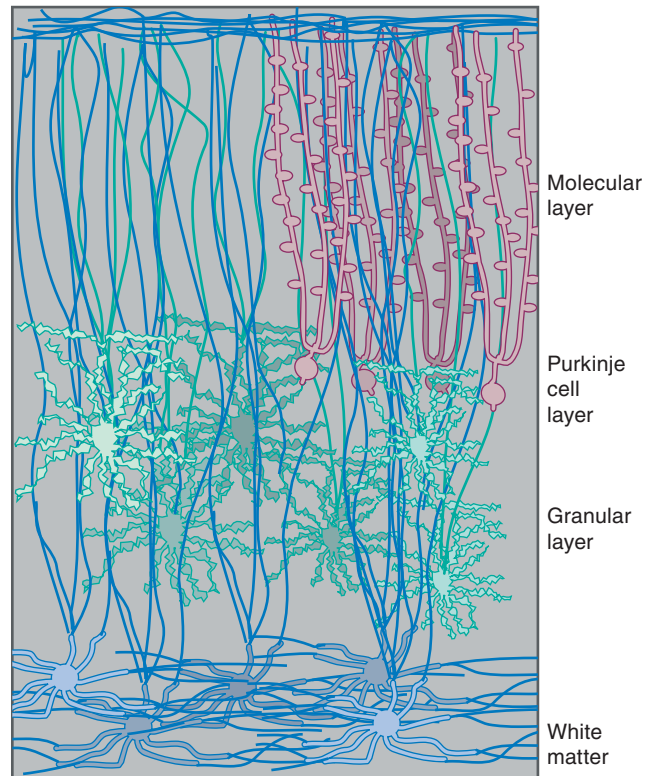 Molecular
layer
Purkinje
cell
layer
Granular
layer
White
matter